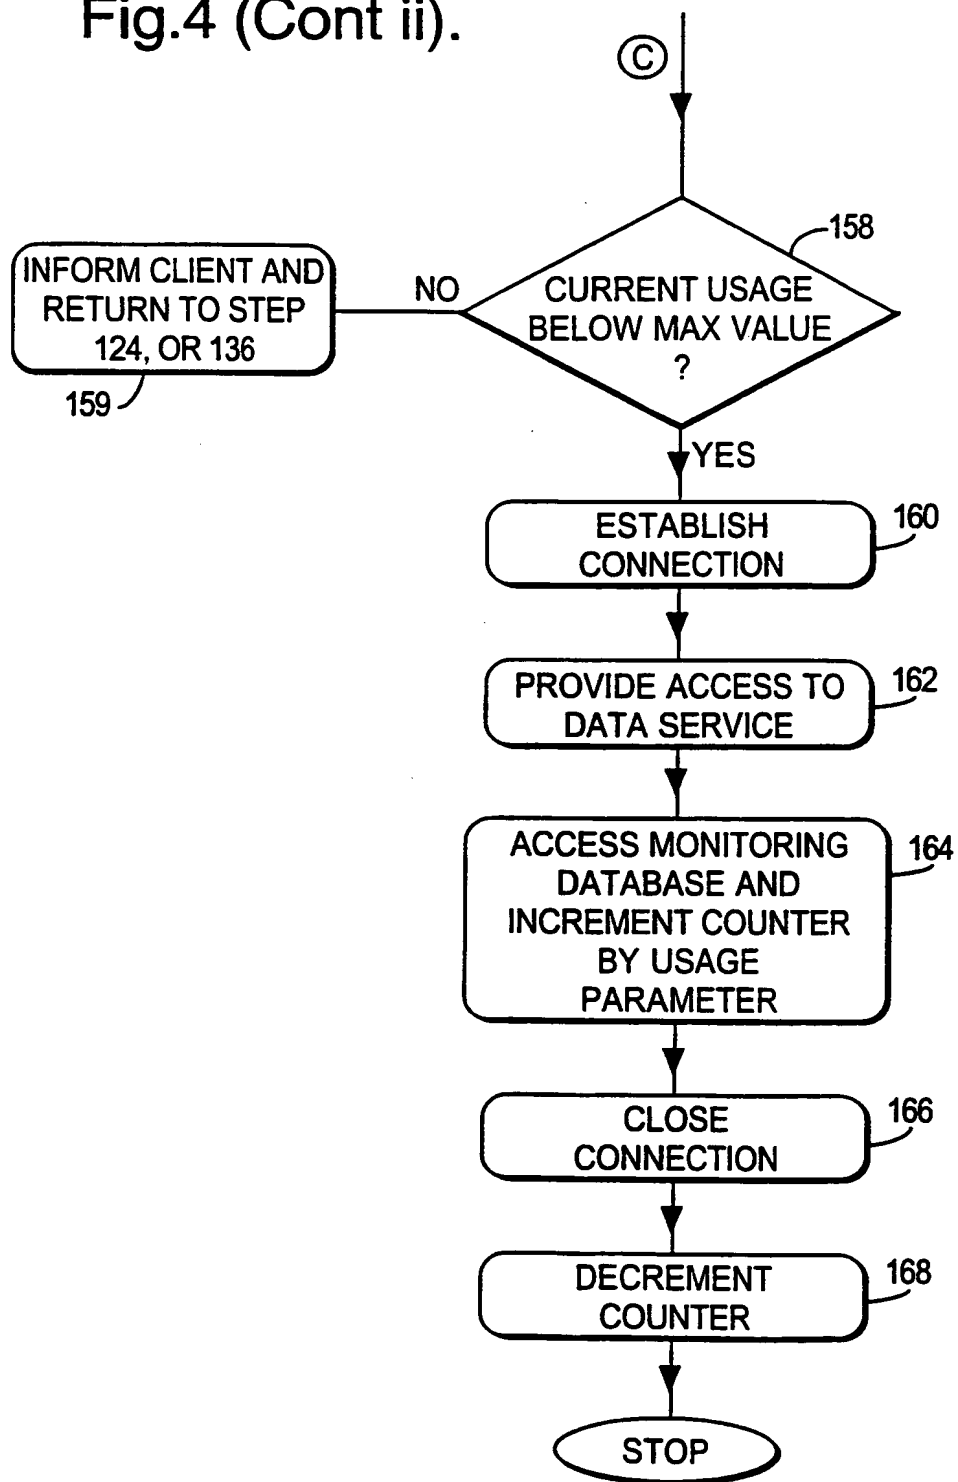 Fig.4 (Cont ii).
C
158
CURRENT USAGE
BELOW MAX VALUE
?
NO
INFORM CLIENT AND
RETURN TO STEP
124, OR 136
159
YES
ESTABLISH
CONNECTION
160
PROVIDE ACCESS TO
DATA SERVICE
162
ACCESS MONITORING
DATABASE AND
INCREMENT COUNTER
BY USAGE
PARAMETER
164
CLOSE
CONNECTION
166
DECREMENT
COUNTER
168
STOP